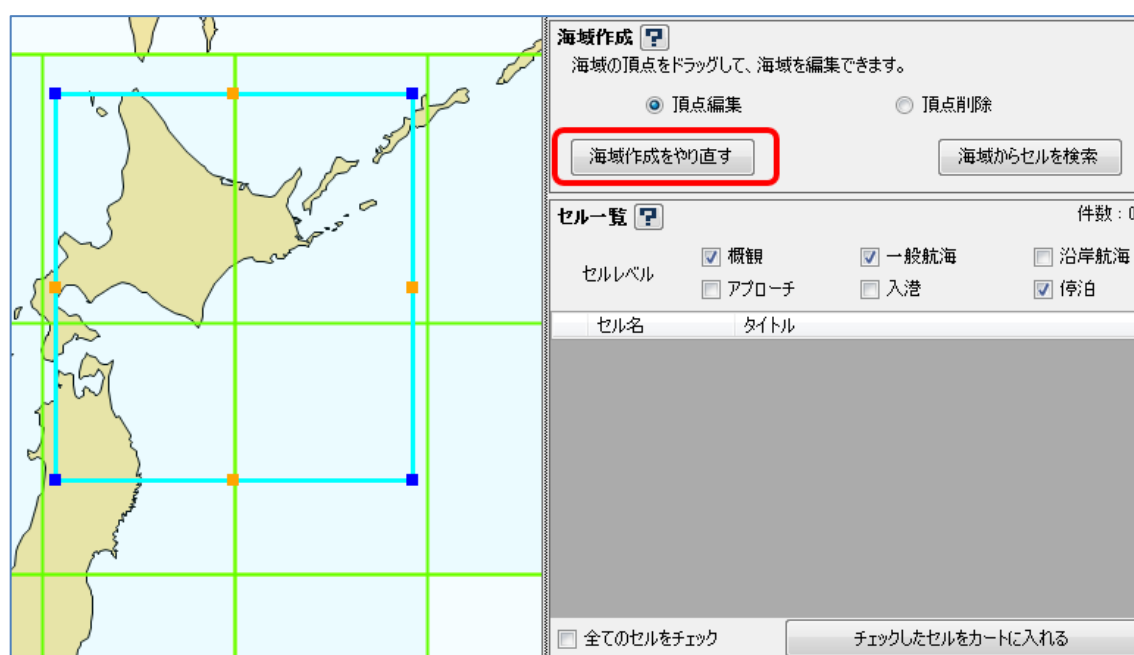 海域作成 ?
海域の頂点をドラッグして、海域を編集できます。
頂点編集 頂点削除
海域作成をやり直す 海域からセルを検索
セル一覧 ? 件数:0
セルレベル
概観 一般航海 沿岸航海
アプローチ 入港 停泊
セル名 タイトル
全てのセルをチェック チェックしたセルをカートに入れる